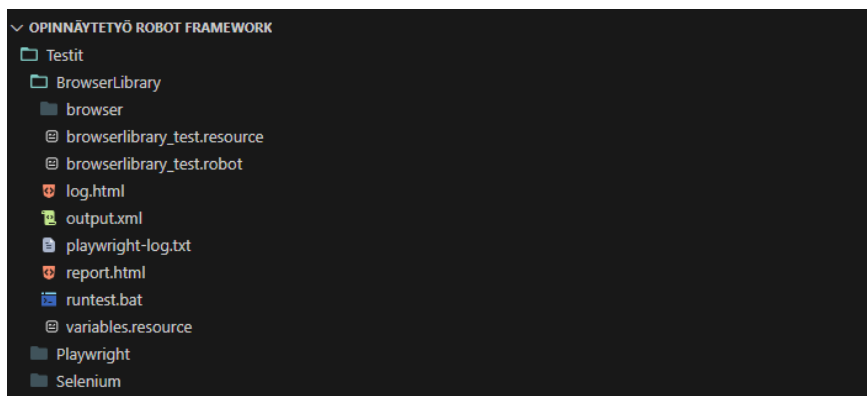 OPINNÄYTETYÖ ROBOT FRAMEWORK
Testit
BrowserLibrary
browser
browserlibrary_test.resource
browserlibrary_test.robot
log.html
output.xml
playwright-log.txt
report.html
runtest.bat
variables.resource
Playwright
Selenium